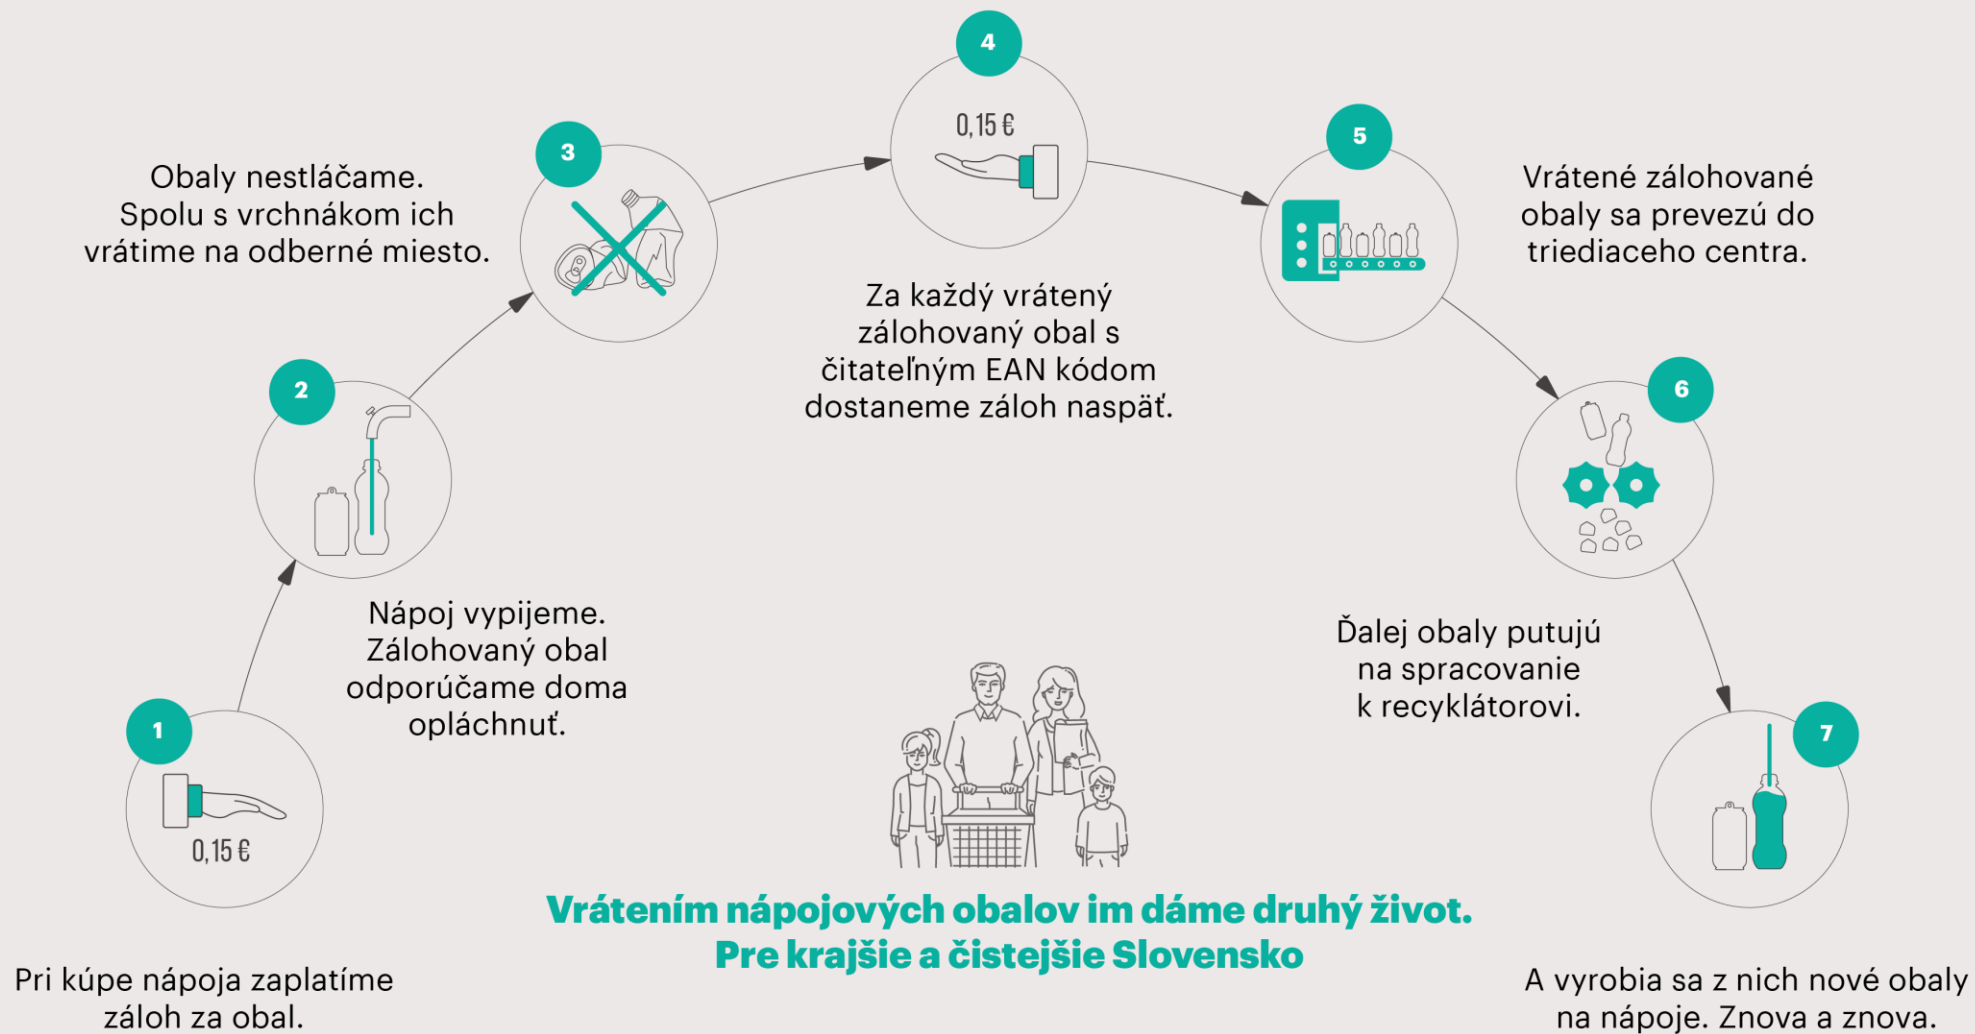 1
0,15 €
Pri kúpe nápoja zaplatíme
záloh za obal.
2
Nápoj vypijeme.
Zálohovaný obal
odporúčame doma
opláchnuť.
3
Obaly nestláčame.
Spolu s vrchnákom ich
vrátime na odberné miesto.
4
0,15 €
Za každý vrátený
zálohovaný obal s
čitateľným EAN kódom
dostaneme záloh naspäť.
5
Vrátené zálohované
obaly sa prevezú do
triediaceho centra.
6
Ďalej obaly putujú
na spracovanie
k recyklátorovi.
7
A vyrobia sa z nich nové obaly
na nápoje. Znova a znova.
Vrátením nápojových obalov im dáme druhý život.
Pre krajšie a čistejšie Slovensko